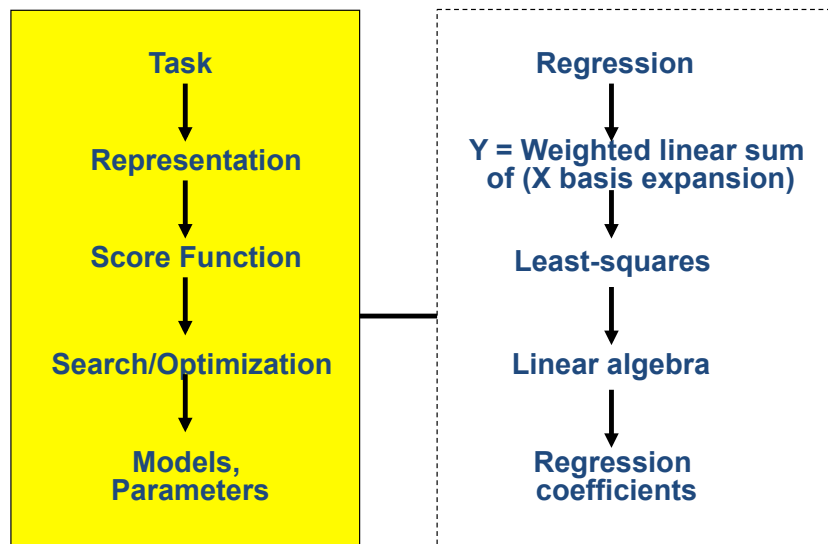 Task
Representation
Score Function
Search/Optimization
Models,
Parameters
Regression
Y = Weighted linear sum
of (X basis expansion)
Least-squares
Linear algebra
Regression
coefficients